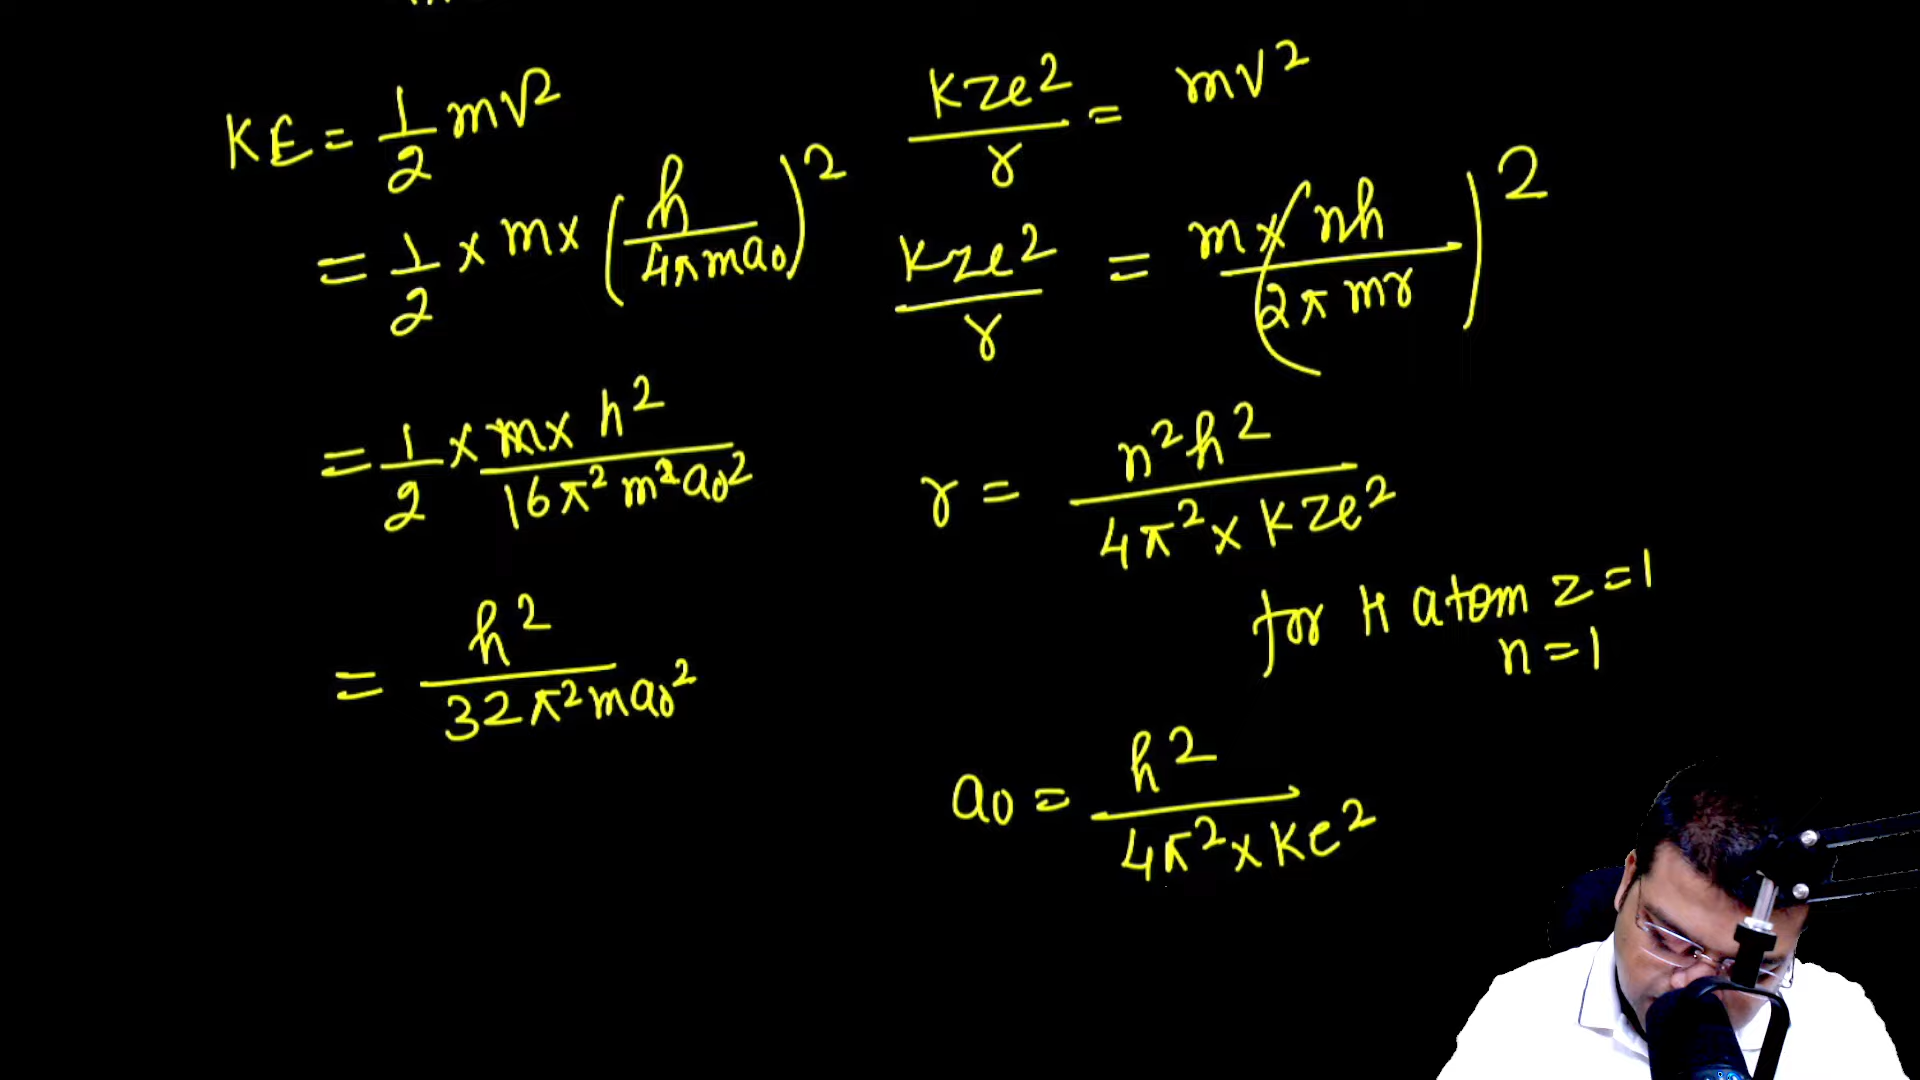 KE = 1/2 mv²
= 1/2 × m × (h / 4πma₀)²
= 1/2 × m × h² / 16π²m²a₀²
= h² / 32π²ma₀²
kze² / r = mv²
kze² / r = m × (nh / 2πmr)²
r = n²h² / 4π² × kze²
for H atom z = 1
n = 1
a₀ = h² / 4π² × ke²